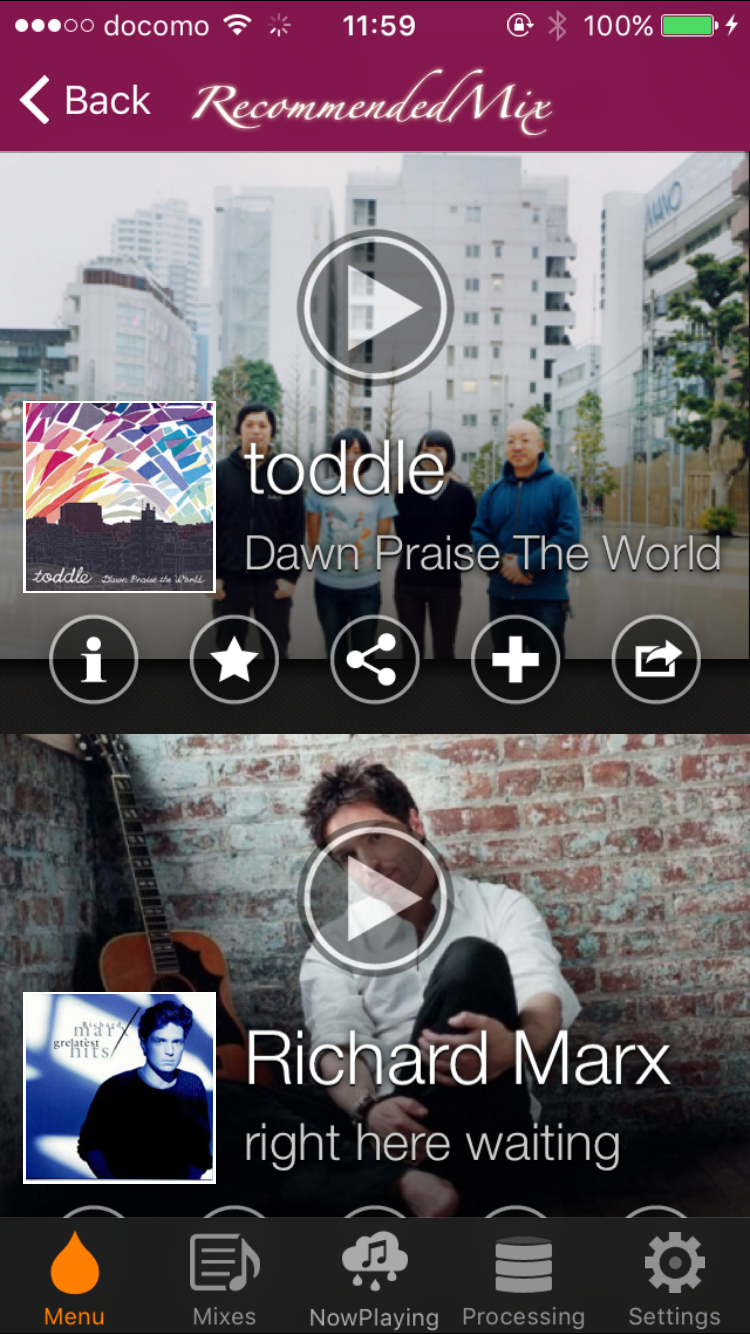 docomo 11:59 100%
Back RecommendedMix
NANO
toddle
Dawn Praise The World
toddle Dawn Praise the World
Richard
marx
greatest
hits
Richard Marx
right here waiting
Menu Mixes NowPlaying Processing Settings